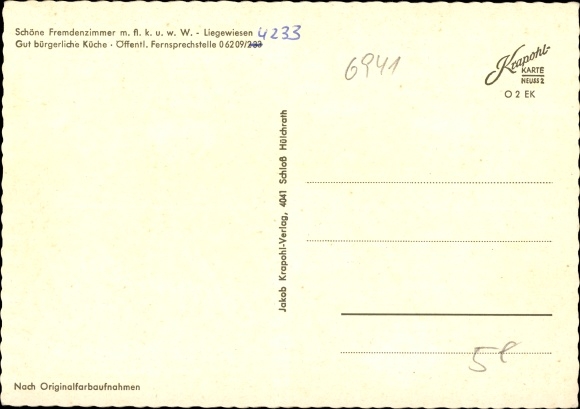 Schöne Fremdenzimmer m. fl. k. u. w. W. - Liegewiesen 4233
Gut bürgerliche Küche · Öffentl. Fernsprechstelle 06209/233
6941
Krapohl-
KARTE
NEUSS 2
O 2 EK
Jakob Krapohl-Verlag, 4041 Schloß Hülchrath
Nach Originalfarbaufnahmen